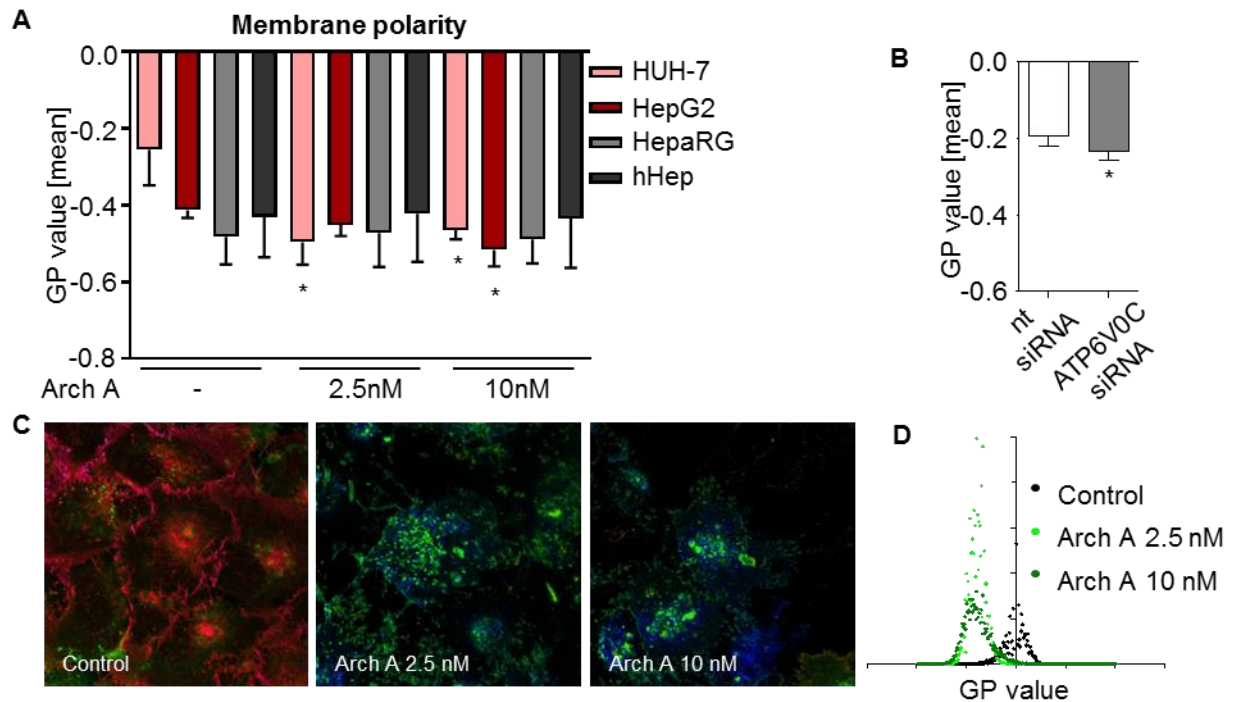 A
Membrane polarity
GP value [mean]
0.0
-0.2
-0.4
-0.6
-0.8
* * *
HUH-7
HepG2
HepaRG
hHep
Arch A - 2.5nM 10nM
B
GP value [mean]
0.0
-0.2
-0.4
-0.6
*
nt
siRNA
ATP6V0C
siRNA
C
Control
Arch A 2.5 nM
Arch A 10 nM
D
Control
Arch A 2.5 nM
Arch A 10 nM
GP value